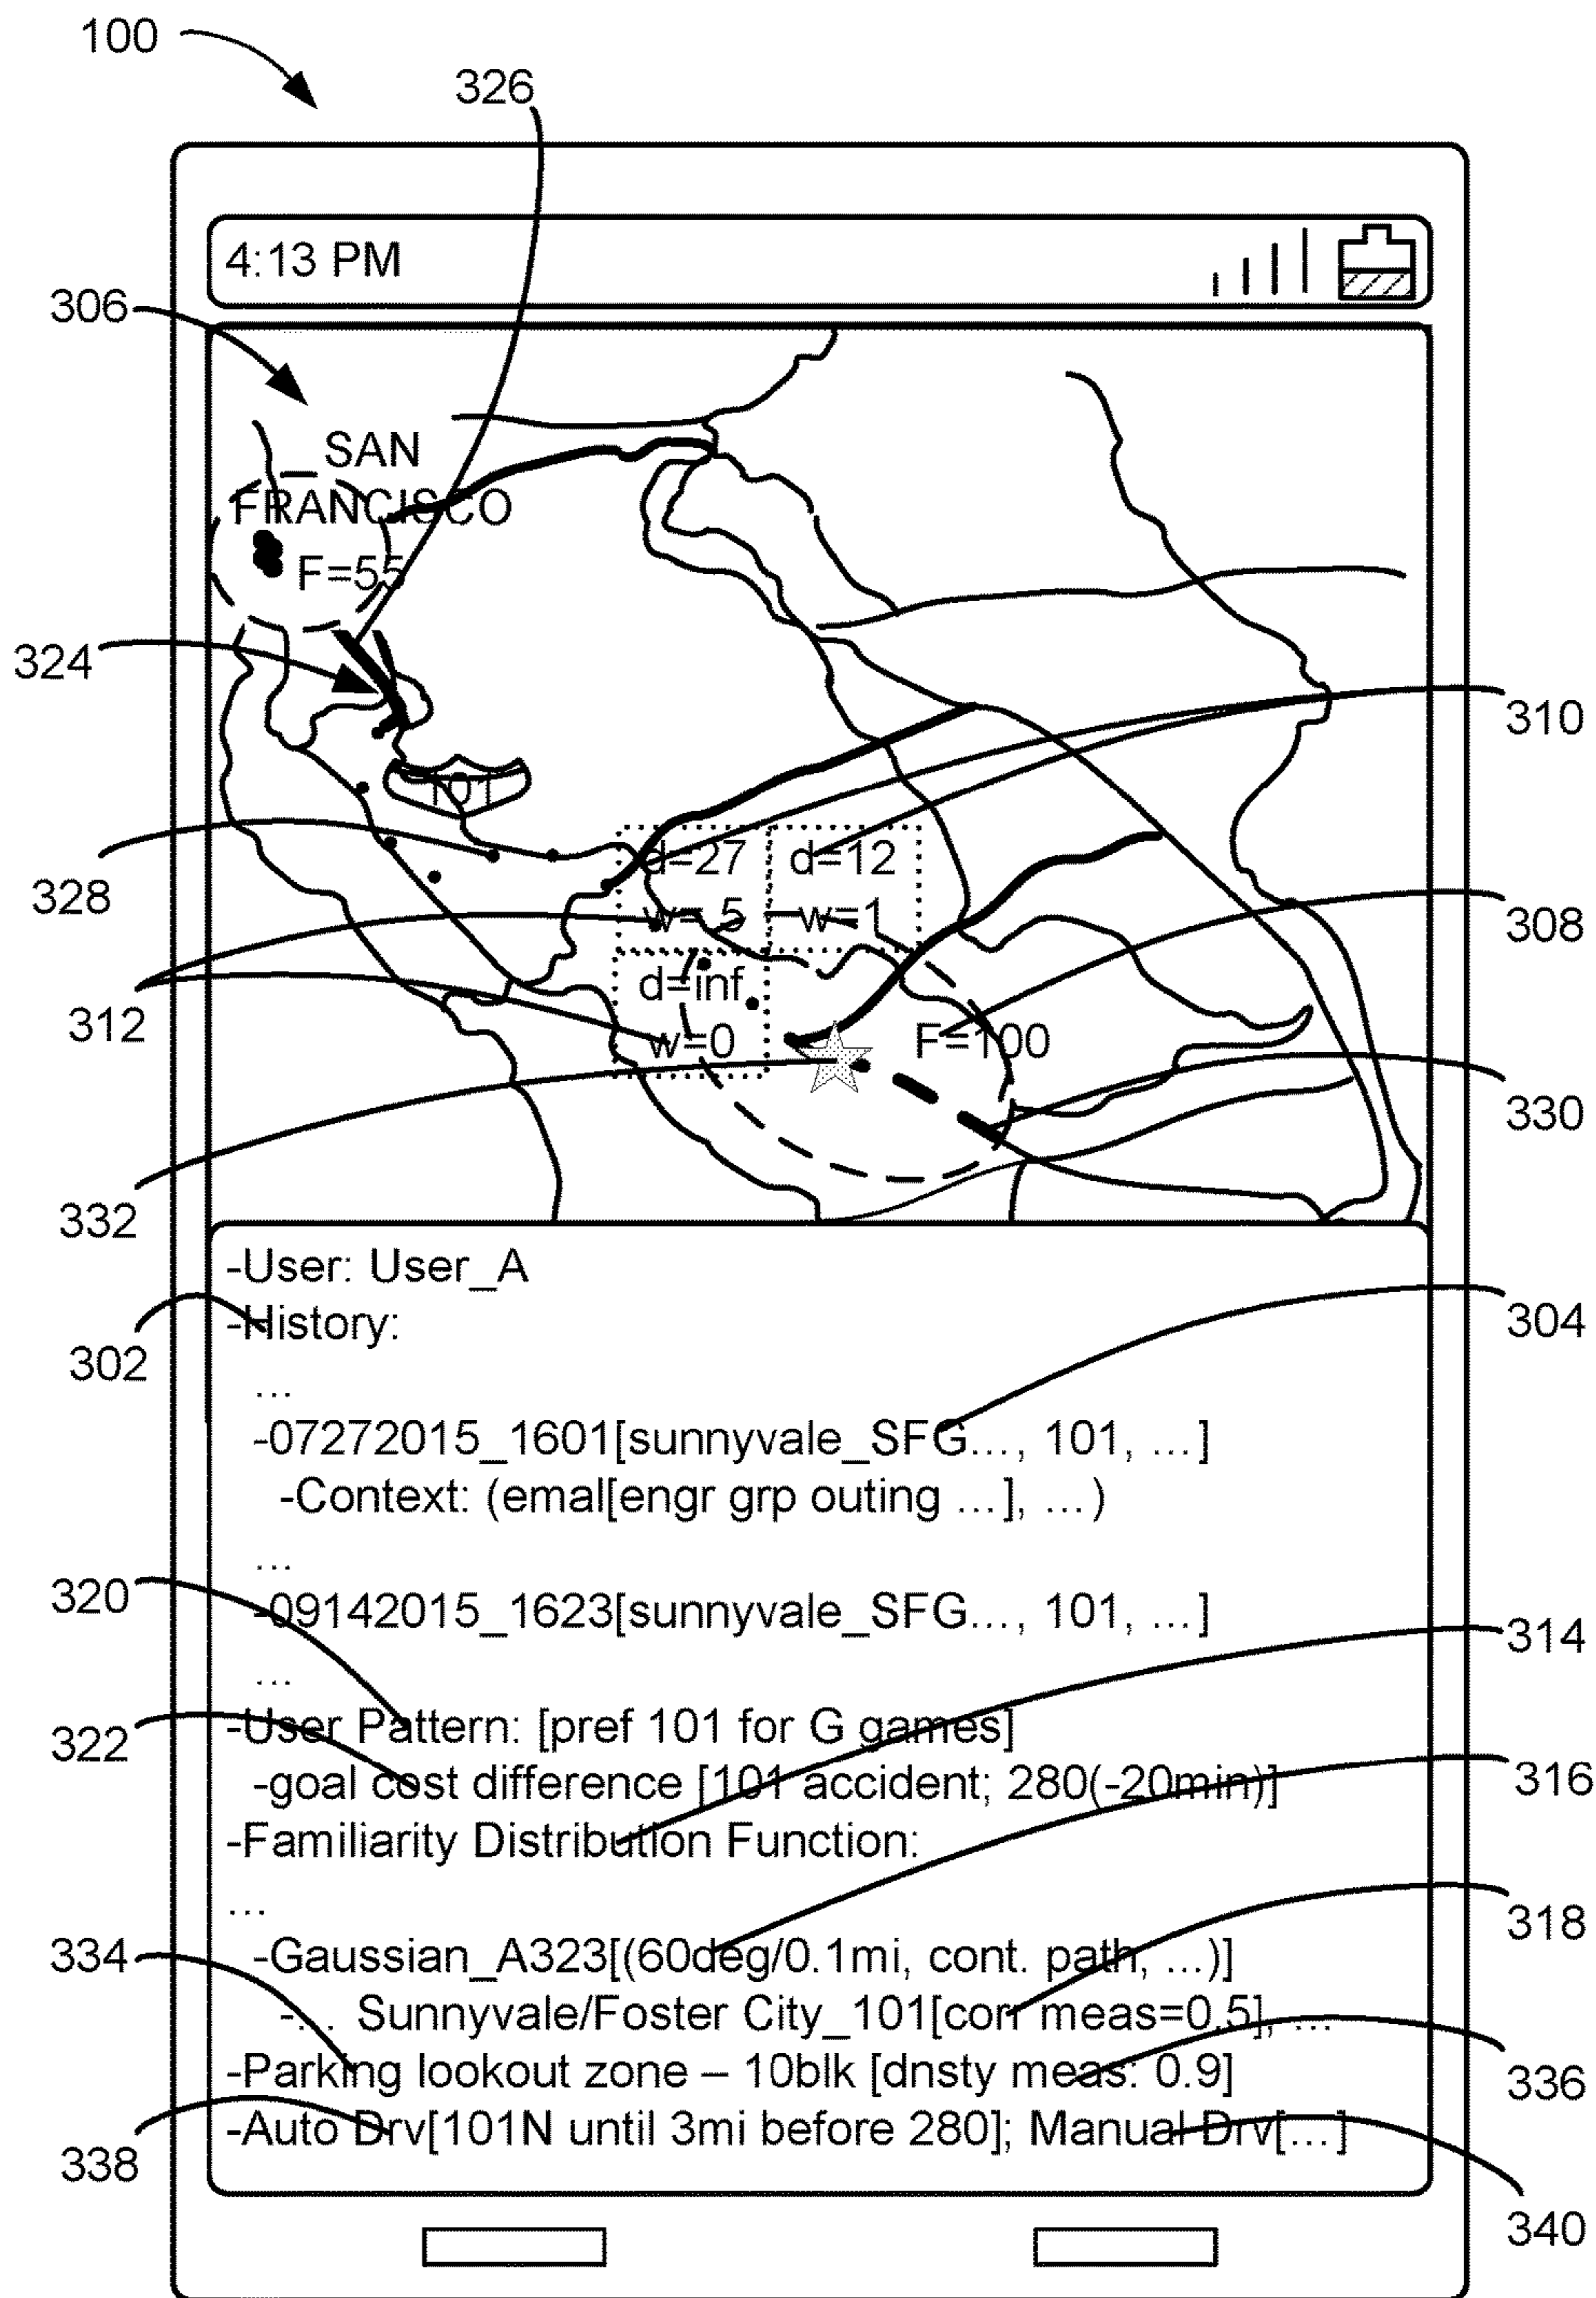 100
326
4:13 PM
306
SAN
FRANCISCO
F=55
324
310
101
d=27 d=12
328
w=.5 w=1
308
d=inf
312
w=0
F=100
330
332
-User: User_A
-History:
302
304
...
-07272015_1601[sunnyvale_SFG..., 101, ...]
-Context: (emal[engr grp outing ...], ...)
...
320
-09142015_1623[sunnyvale_SFG..., 101, ...]
314
...
-User Pattern: [pref 101 for G games]
322
-goal cost difference [101 accident; 280(-20min)]
316
-Familiarity Distribution Function:
...
318
334
-Gaussian_A323[(60deg/0.1mi, cont. path, ...)]
-... Sunnyvale/Foster City_101[corr meas=0.5], ...
-Parking lookout zone – 10blk [dnsty meas: 0.9]
336
-Auto Drv[101N until 3mi before 280]; Manual Drv[...]
338
340